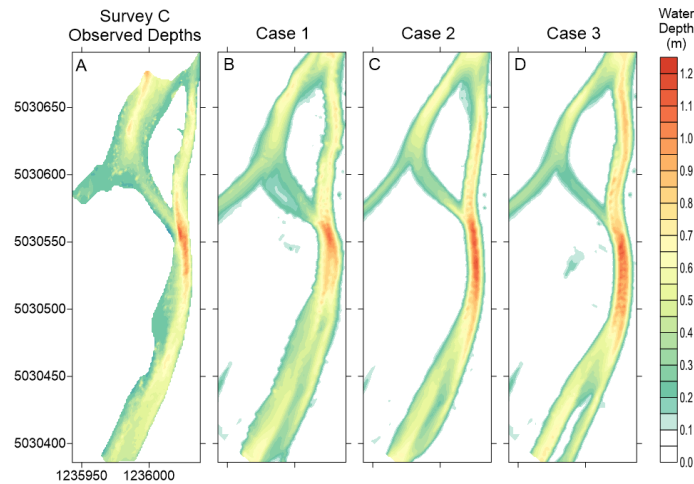 Survey C
Observed Depths
Case 1
Case 2
Case 3
Water
Depth
(m)
A
B
C
D
5030650
5030600
5030550
5030500
5030450
5030400
1235950
1236000
1.2
1.1
1.0
0.9
0.8
0.7
0.6
0.5
0.4
0.3
0.2
0.1
0.0